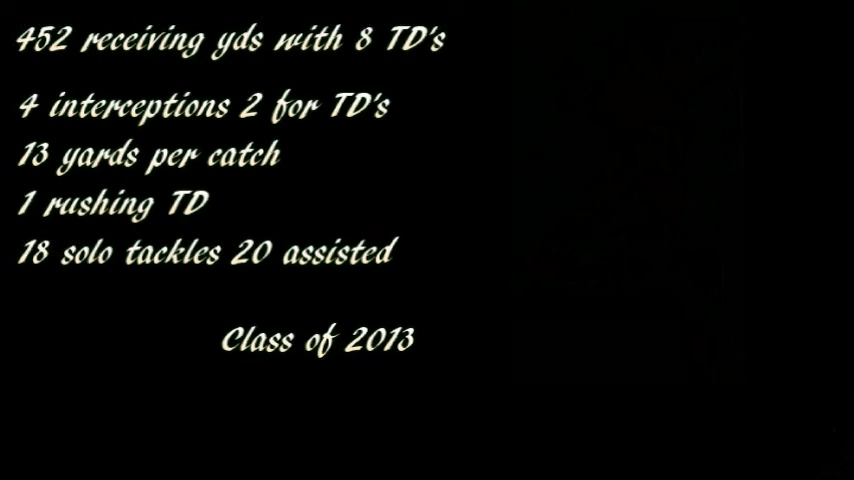 452 receiving yds with 8 TD's
4 interceptions 2 for TD's
13 yards per catch
1 rushing TD
18 solo tackles 20 assisted
Class of 2013